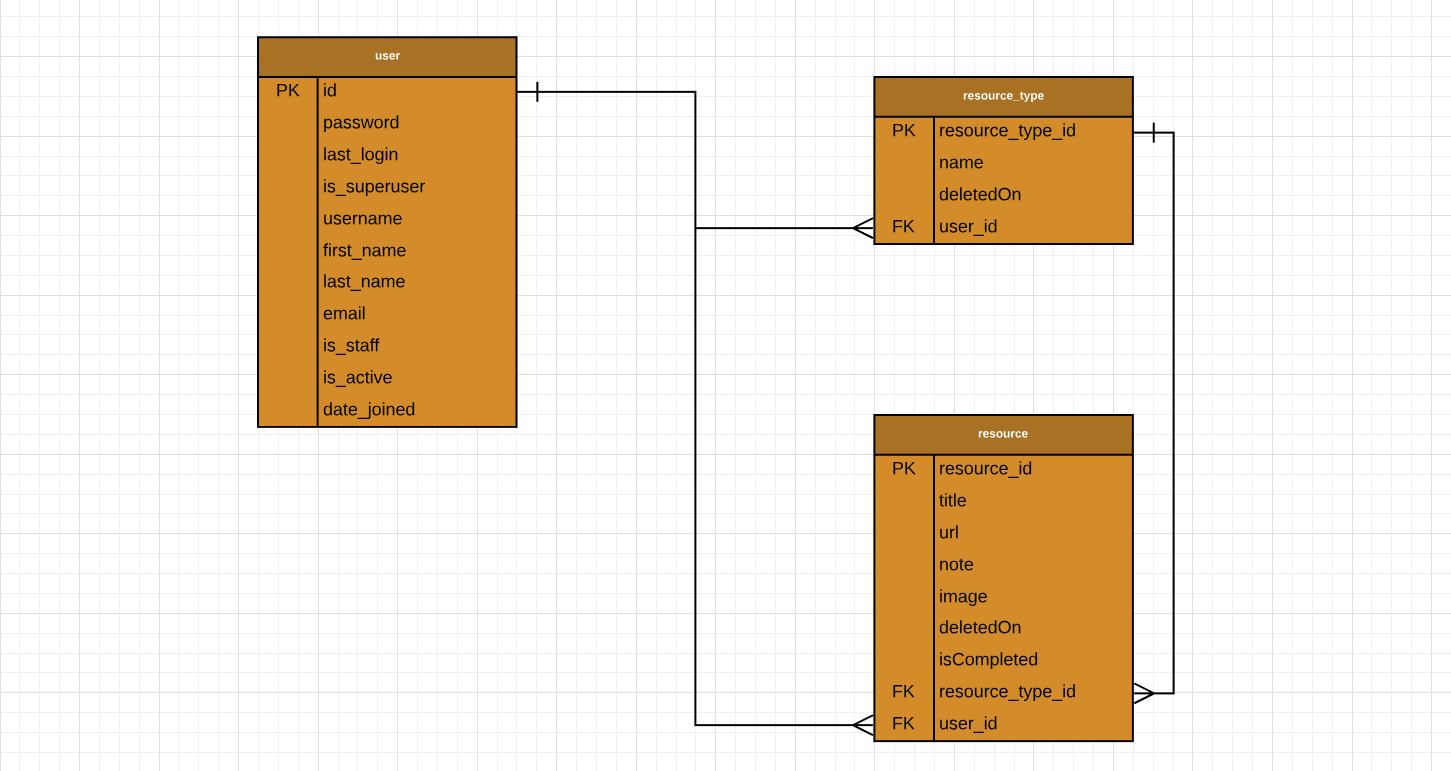 user
PK id
password
last_login
is_superuser
username
first_name
last_name
email
is_staff
is_active
date_joined
resource_type
PK resource_type_id
name
deletedOn
FK user_id
resource
PK resource_id
title
url
note
image
deletedOn
isCompleted
FK resource_type_id
FK user_id